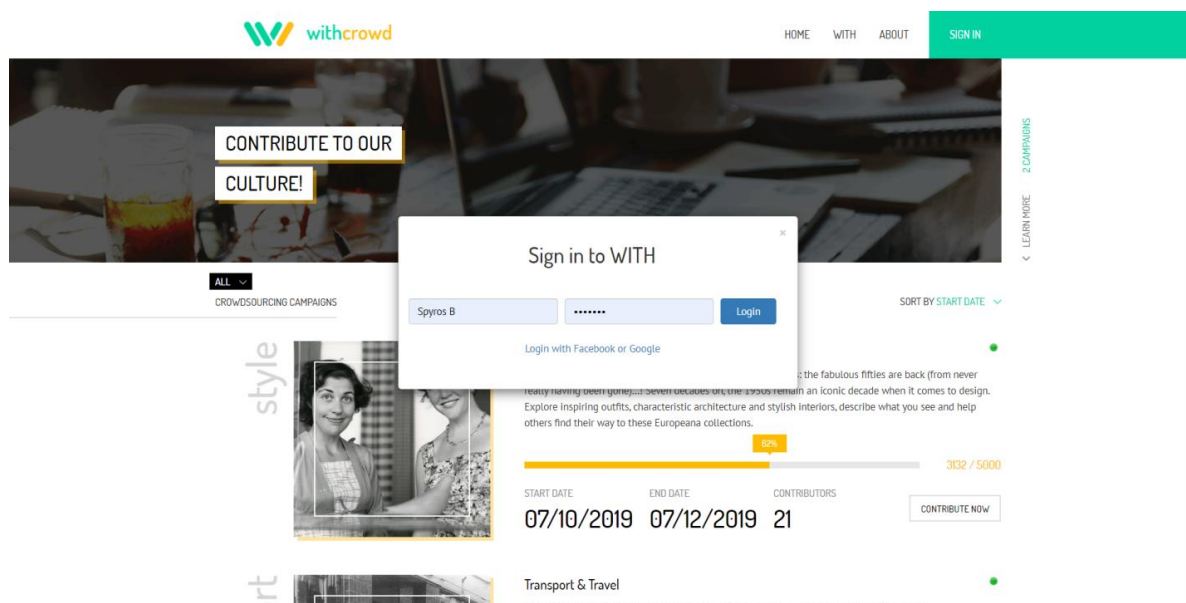 withcrowd
HOME WITH ABOUT SIGN IN
CONTRIBUTE TO OUR
CULTURE!
2 CAMPAIGNS
LEARN MORE
Sign in to WITH
×
Spyros B
•••••••
Login
Login with Facebook or Google
ALL
CROWDSOURCING CAMPAIGNS
SORT BY START DATE
style
: the fabulous fifties are back (from never
really having been gone)...! Seven decades on, the 1950s remain an iconic decade when it comes to design.
Explore inspiring outfits, characteristic architecture and stylish interiors, describe what you see and help
others find their way to these Europeana collections.
62%
3132 / 5000
START DATE END DATE CONTRIBUTORS
07/10/2019 07/12/2019 21
CONTRIBUTE NOW
rt
Transport & Travel